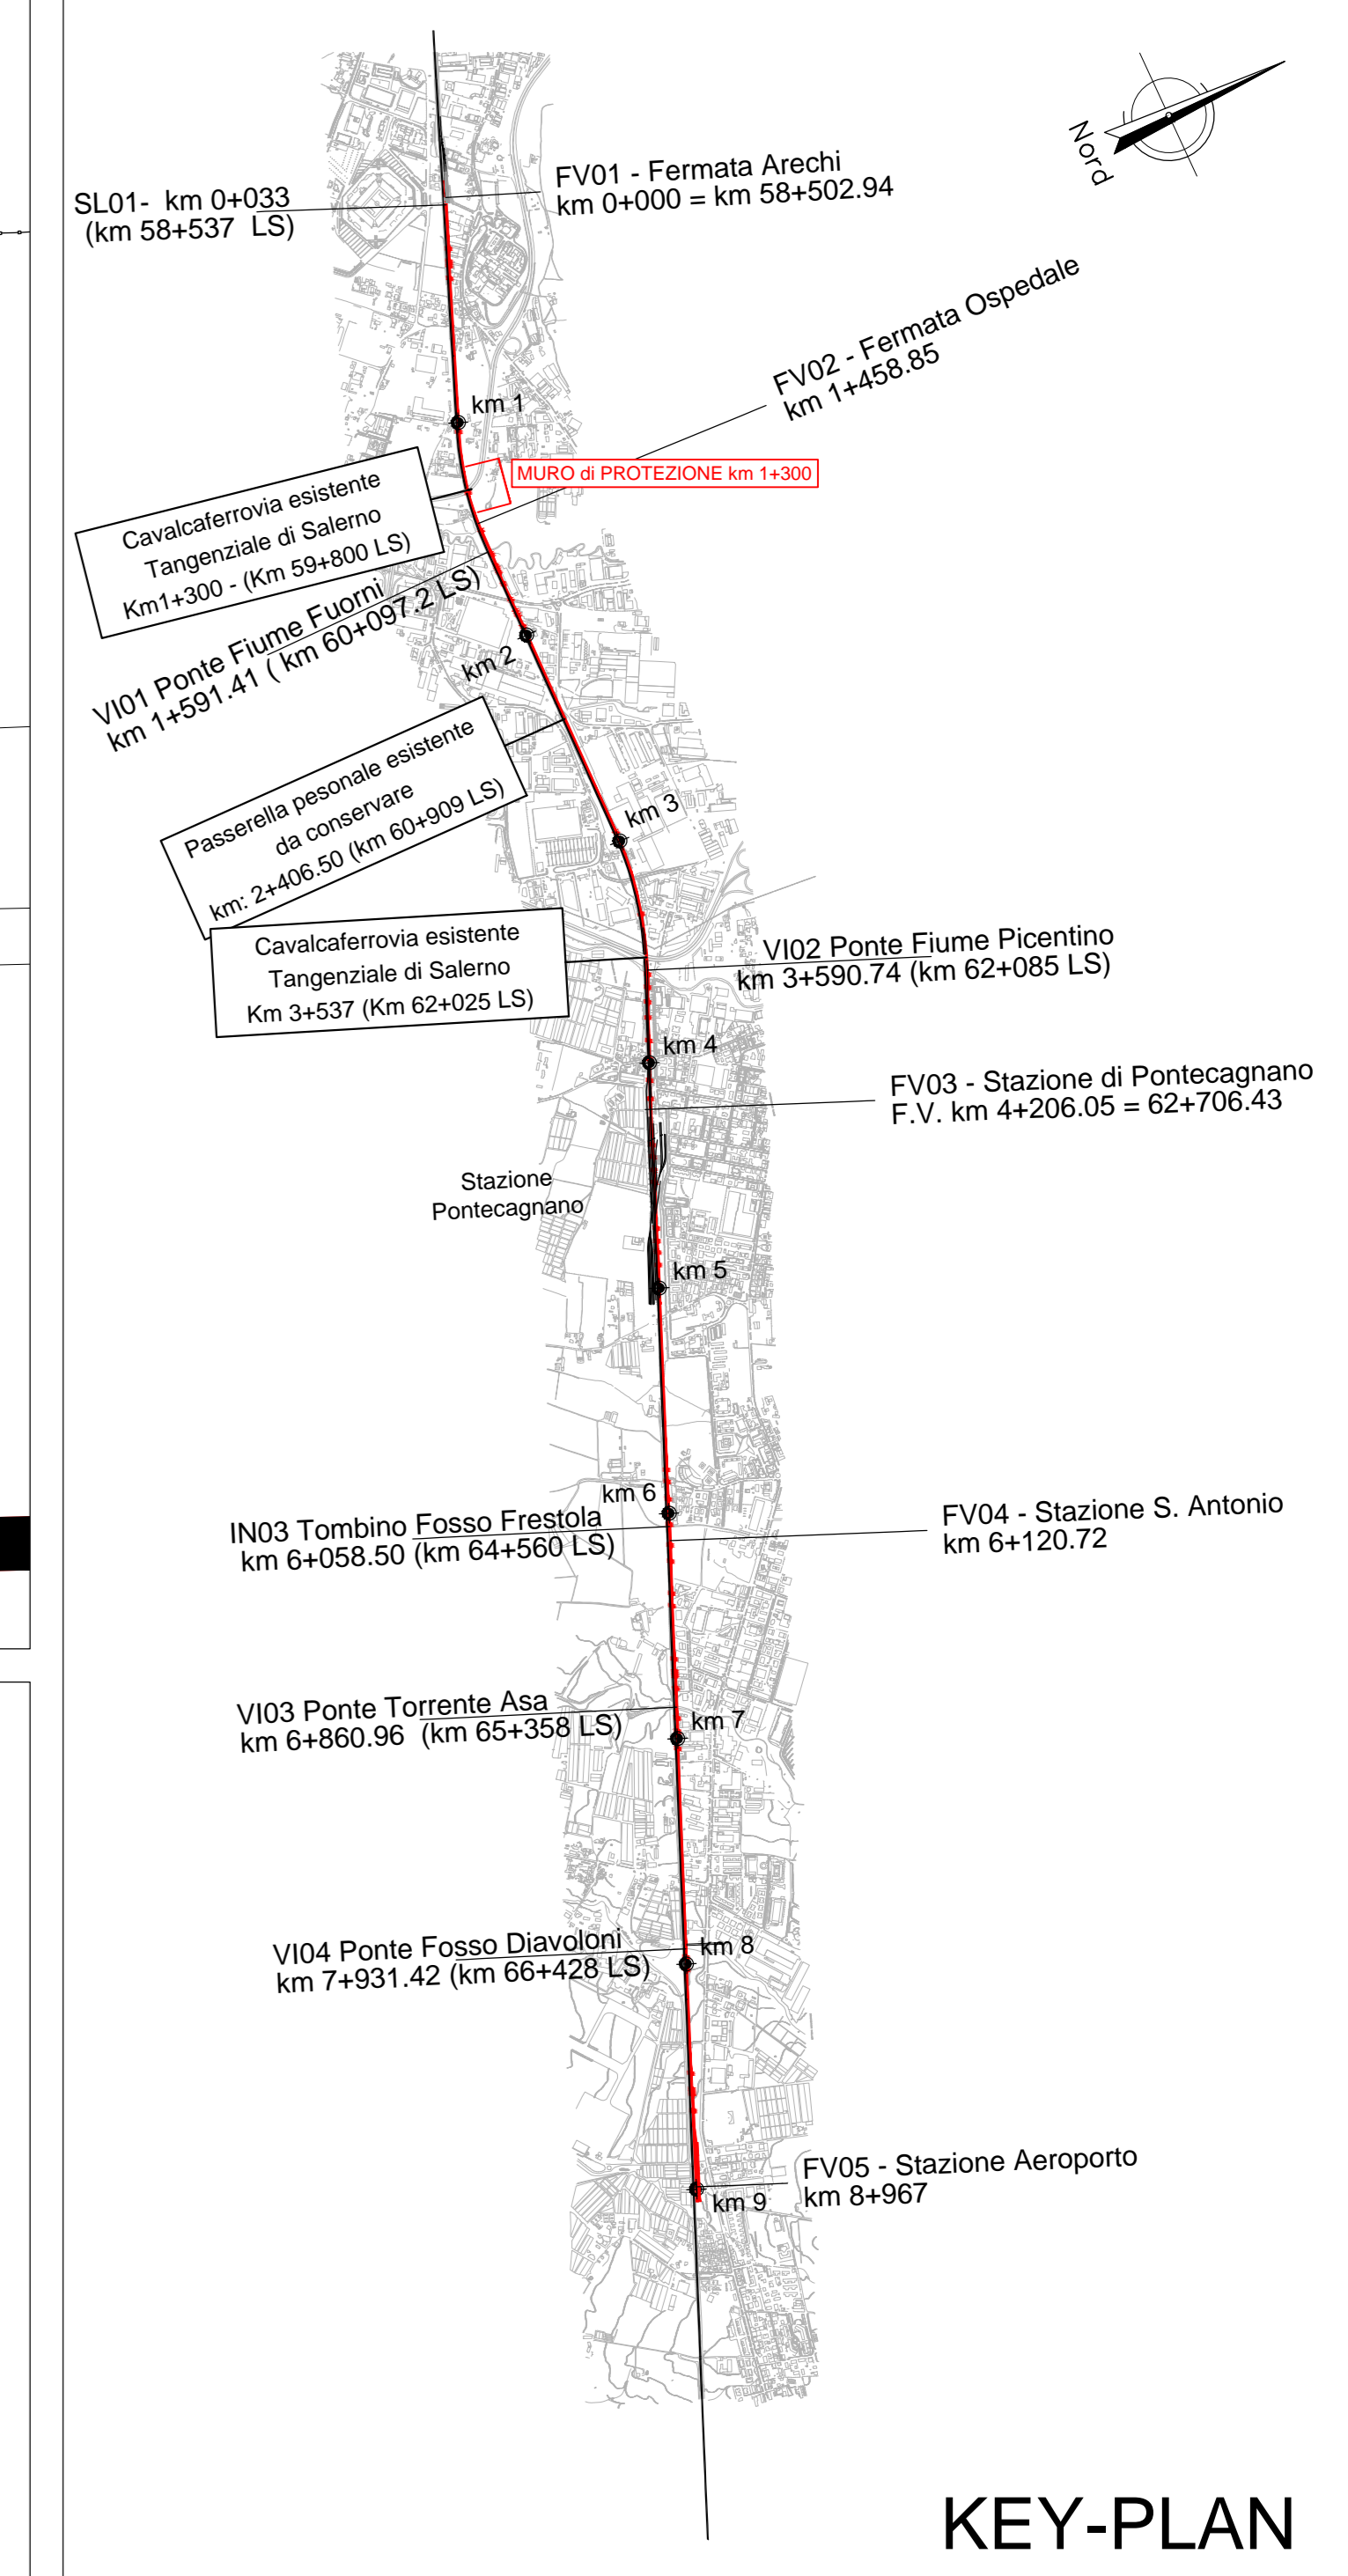 Nord
FV01 - Fermata Arechi
km 0+000 = km 58+502.94
SL01-  km 0+033
(km 58+537  LS)
FV02 - Fermata Ospedale
km 1+458.85
km 1
MURO di PROTEZIONE km 1+300
Cavalcaferrovia esistente
Tangenziale di Salerno
Km1+300 - (Km 59+800 LS)
VI01 Ponte Fiume Fuorni
km 1+591.41 ( km 60+097.2 LS)
km 2
Passerella pesonale esistente
da conservare
km: 2+406.50 (km 60+909 LS)
km 3
Cavalcaferrovia esistente
Tangenziale di Salerno
Km 3+537 (Km 62+025 LS)
VI02 Ponte Fiume Picentino
km 3+590.74 (km 62+085 LS)
km 4
FV03 - Stazione di Pontecagnano
F.V. km 4+206.05 = 62+706.43
Stazione
Pontecagnano
km 5
km 6
IN03 Tombino Fosso Frestola
km 6+058.50 (km 64+560 LS)
FV04 - Stazione S. Antonio
km 6+120.72
VI03 Ponte Torrente Asa
km 6+860.96  (km 65+358 LS)
km 7
VI04 Ponte Fosso Diavoloni
km 7+931.42 (km 66+428 LS)
km 8
FV05 - Stazione Aeroporto
km 8+967
km 9
KEY-PLAN